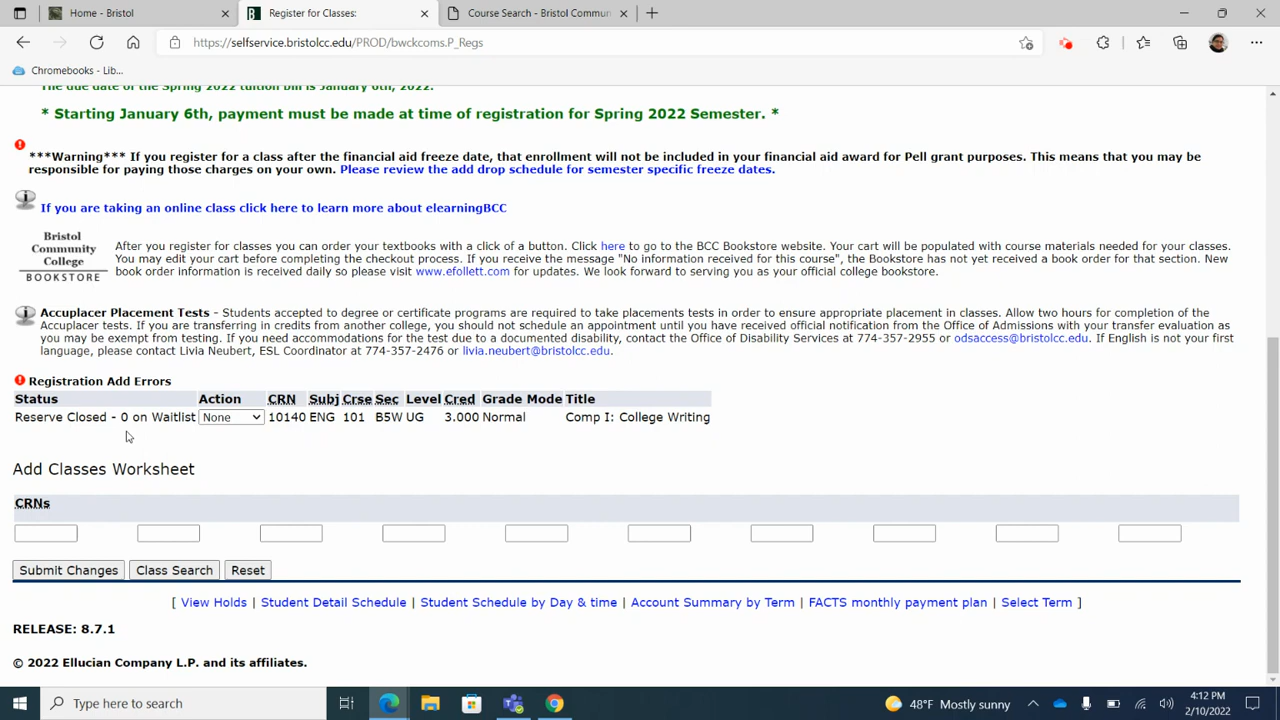 Home - Bristol
Register for Classes:
Course Search - Bristol Commun
https://selfservice.bristolcc.edu/PROD/bwckcoms.P_Regs
Chromebooks - Lib...
The due date of the Spring 2022 tuition bill is January 6th, 2022.
* Starting January 6th, payment must be made at time of registration for Spring 2022 Semester. *
***Warning*** If you register for a class after the financial aid freeze date, that enrollment will not be included in your financial aid award for Pell grant purposes. This means that you may be
responsible for paying those charges on your own. Please review the add drop schedule for semester specific freeze dates.
If you are taking an online class click here to learn more about elearningBCC
Bristol
Community
College
BOOKSTORE
After you register for classes you can order your textbooks with a click of a button. Click here to go to the BCC Bookstore website. Your cart will be populated with course materials needed for your classes.
You may edit your cart before completing the checkout process. If you receive the message "No information received for this course", the Bookstore has not yet received a book order for that section. New
book order information is received daily so please visit www.efollett.com for updates. We look forward to serving you as your official college bookstore.
Accuplacer Placement Tests - Students accepted to degree or certificate programs are required to take placements tests in order to ensure appropriate placement in classes. Allow two hours for completion of the
Accuplacer tests. If you are transferring in credits from another college, you should not schedule an appointment until you have received official notification from the Office of Admissions with your transfer evaluation as
you may be exempt from testing. If you need accommodations for the test due to a documented disability, contact the Office of Disability Services at 774-357-2955 or odsaccess@bristolcc.edu. If English is not your first
language, please contact Livia Neubert, ESL Coordinator at 774-357-2476 or livia.neubert@bristolcc.edu.
Registration Add Errors
Status Action CRN Subj Crse Sec Level Cred Grade Mode Title
Reserve Closed - 0 on Waitlist None 10140 ENG 101 B5W UG 3.000 Normal Comp I: College Writing
Add Classes Worksheet
CRNs
Submit Changes Class Search Reset
[ View Holds | Student Detail Schedule | Student Schedule by Day & time | Account Summary by Term | FACTS monthly payment plan | Select Term ]
RELEASE: 8.7.1
© 2022 Ellucian Company L.P. and its affiliates.
Type here to search
48°F Mostly sunny
4:12 PM
2/10/2022